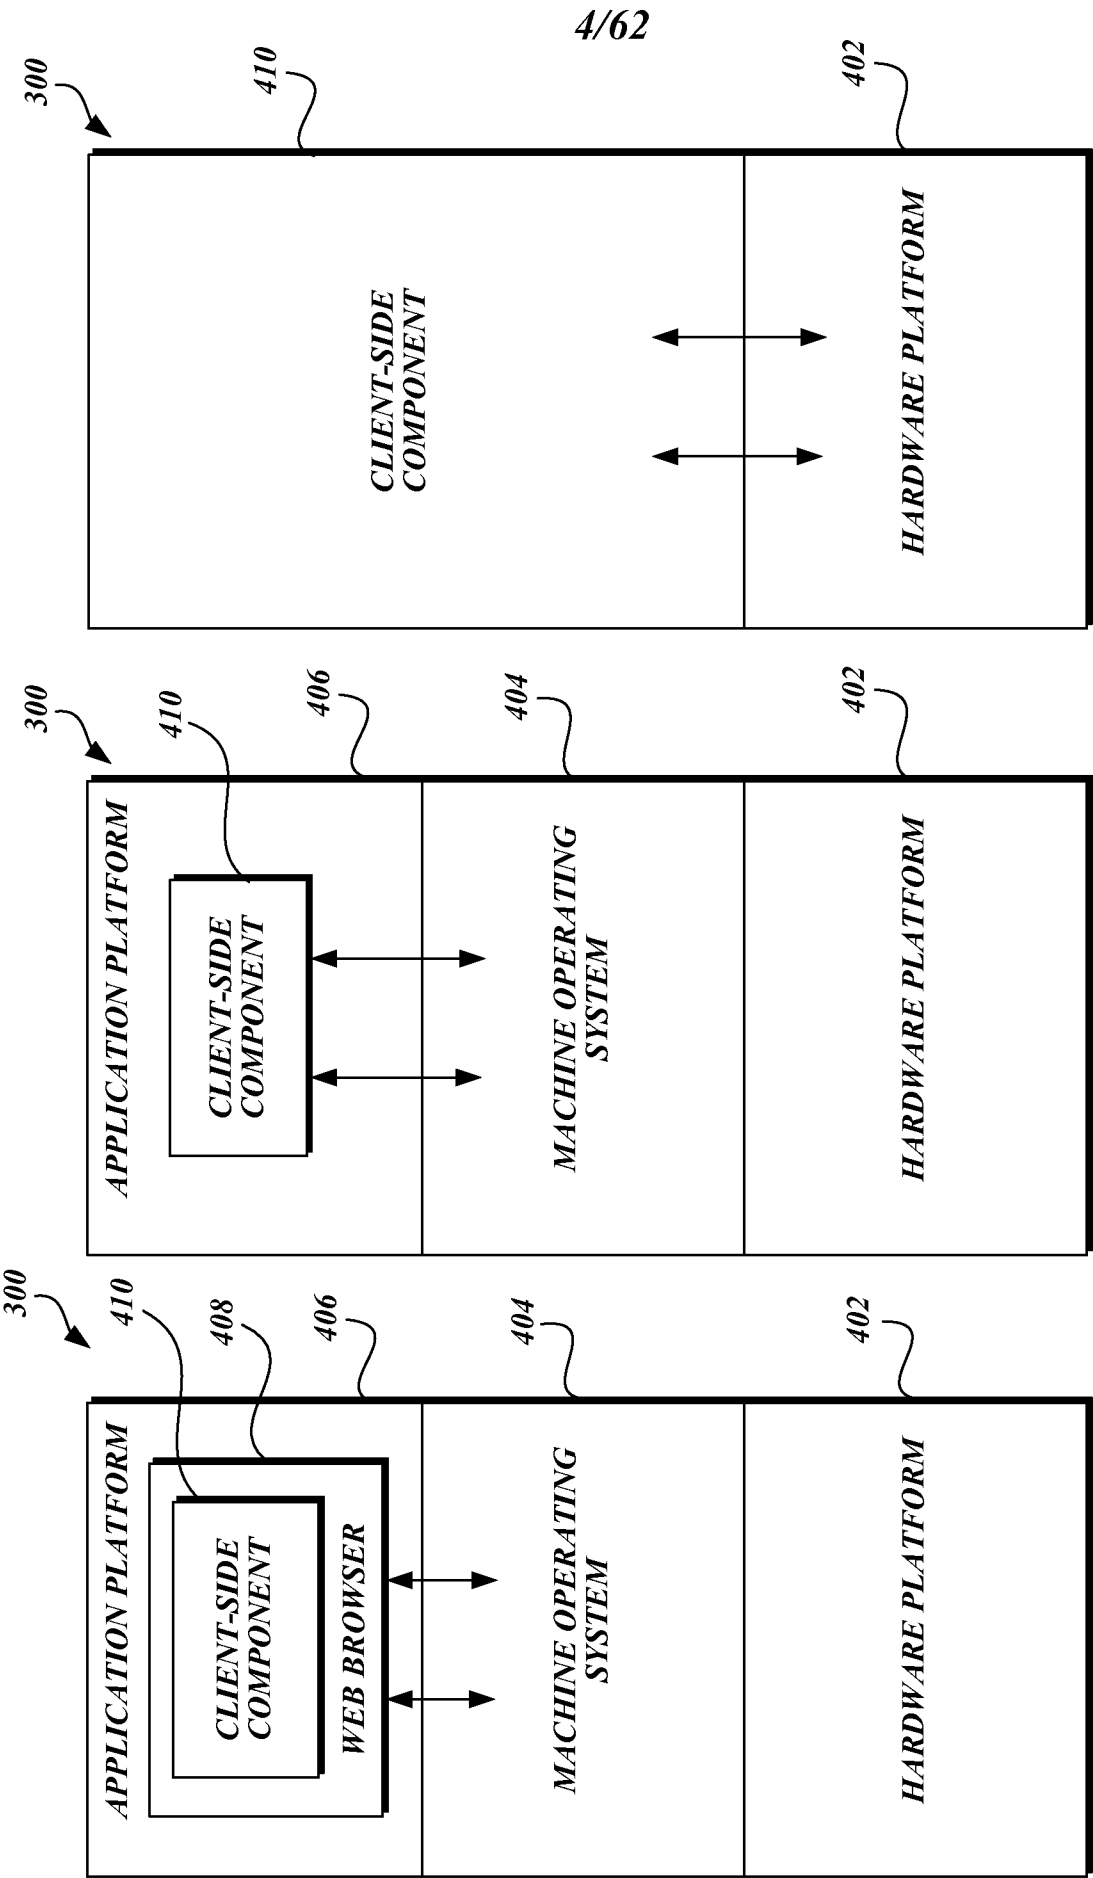 4/62
300
410
408
406
404
402
APPLICATION PLATFORM
CLIENT-SIDE
COMPONENT
WEB BROWSER
MACHINE OPERATING
SYSTEM
HARDWARE PLATFORM
300
410
406
404
402
APPLICATION PLATFORM
CLIENT-SIDE
COMPONENT
MACHINE OPERATING
SYSTEM
HARDWARE PLATFORM
300
410
402
CLIENT-SIDE
COMPONENT
HARDWARE PLATFORM